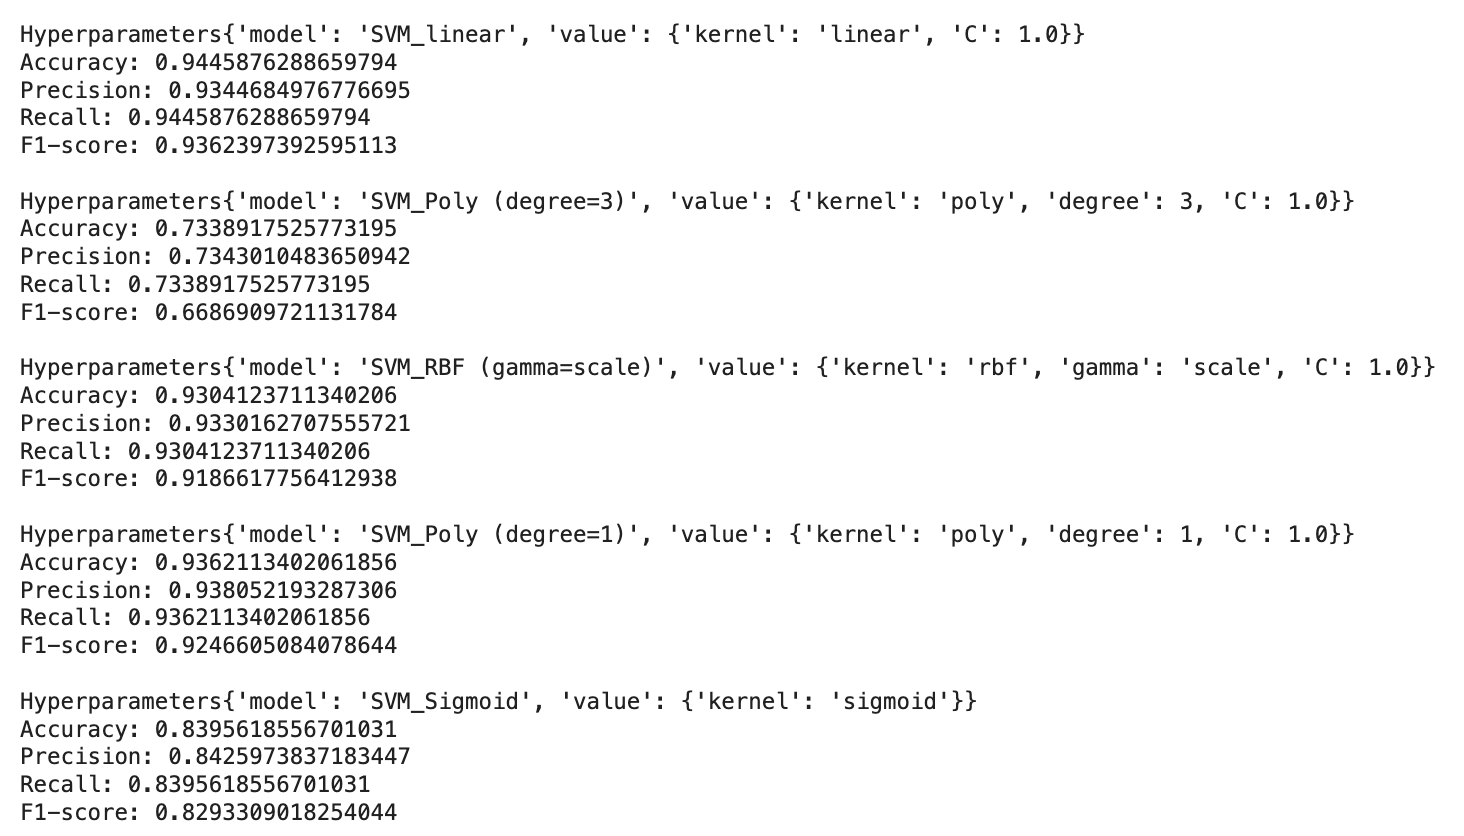 Hyperparameters{'model': 'SVM_linear', 'value': {'kernel': 'linear', 'C': 1.0}}
Accuracy: 0.9445876288659794
Precision: 0.9344684976776695
Recall: 0.9445876288659794
F1-score: 0.9362397392595113
Hyperparameters{'model': 'SVM_Poly (degree=3)', 'value': {'kernel': 'poly', 'degree': 3, 'C': 1.0}}
Accuracy: 0.7338917525773195
Precision: 0.7343010483650942
Recall: 0.7338917525773195
F1-score: 0.6686909721131784
Hyperparameters{'model': 'SVM_RBF (gamma=scale)', 'value': {'kernel': 'rbf', 'gamma': 'scale', 'C': 1.0}}
Accuracy: 0.9304123711340206
Precision: 0.9330162707555721
Recall: 0.9304123711340206
F1-score: 0.9186617756412938
Hyperparameters{'model': 'SVM_Poly (degree=1)', 'value': {'kernel': 'poly', 'degree': 1, 'C': 1.0}}
Accuracy: 0.9362113402061856
Precision: 0.938052193287306
Recall: 0.9362113402061856
F1-score: 0.9246605084078644
Hyperparameters{'model': 'SVM_Sigmoid', 'value': {'kernel': 'sigmoid'}}
Accuracy: 0.8395618556701031
Precision: 0.8425973837183447
Recall: 0.8395618556701031
F1-score: 0.8293309018254044